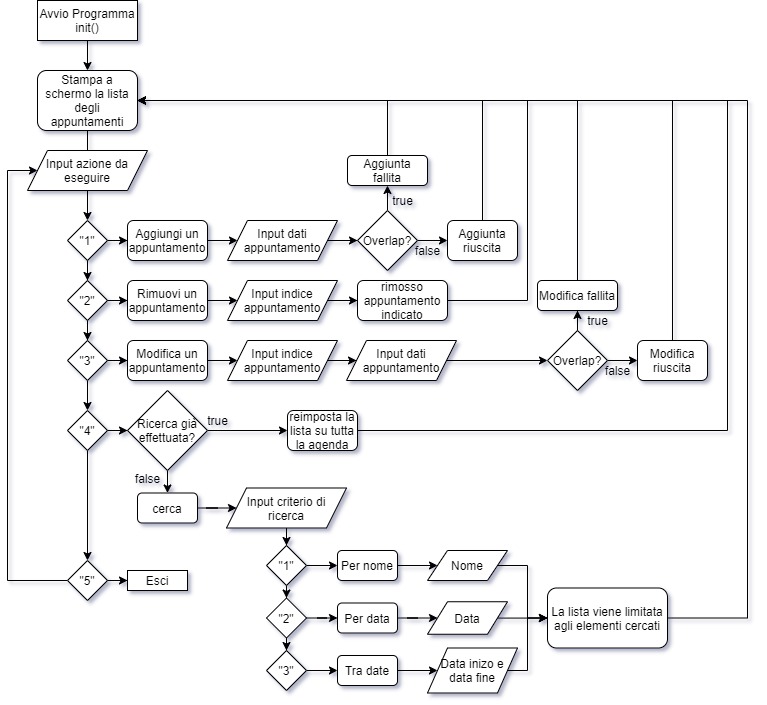 Avvio Programma
init()
Stampa a
schermo la lista
degli
appuntamenti
Input azione da
eseguire
Aggiunta
fallita
true
"1"
Aggiungi un
appuntamento
Input dati
appuntamento
Overlap?
false
Aggiunta
riuscita
"2"
Rimuovi un
appuntamento
Input indice
appuntamento
rimosso
appuntamento
indicato
Modifica fallita
true
"3"
Modifica un
appuntamento
Input indice
appuntamento
Input dati
appuntamento
Overlap?
false
Modifica
riuscita
"4"
Ricerca già
effettuata?
true
reimposta la
lista su tutta
la agenda
false
cerca
Input criterio di
ricerca
"5"
Esci
"1"
Per nome
Nome
"2"
Per data
Data
La lista viene limitata
agli elementi cercati
"3"
Tra date
Data inizo e
data fine